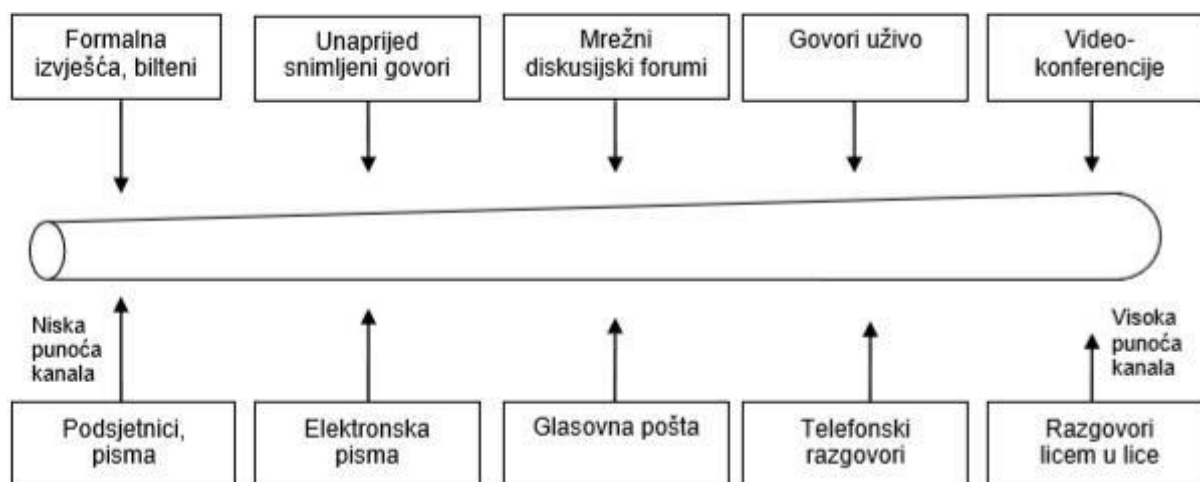 Formalna
izvješća, bilteni
Unaprijed
snimljeni govori
Mrežni
diskusijski forumi
Govori uživo
Video-
konferencije
Niska
punoća
kanala
Visoka
punoća
kanala
Podsjetnici,
pisma
Elektronska
pisma
Glasovna pošta
Telefonski
razgovori
Razgovori
licem u lice